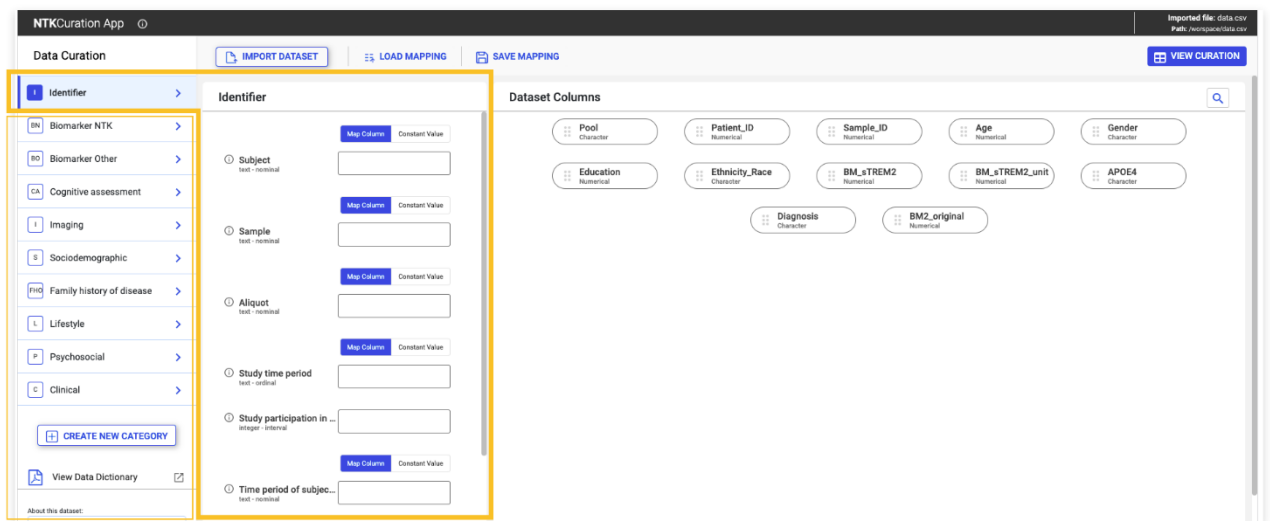 NTKCuration App
Imported file: data.csv
Path: /worspace/data.csv
Data Curation
IMPORT DATASET
LOAD MAPPING
SAVE MAPPING
VIEW CURATION
I Identifier
BN Biomarker NTK
BO Biomarker Other
CA Cognitive assessment
I Imaging
S Sociodemographic
FHO Family history of disease
L Lifestyle
P Psychosocial
C Clinical
CREATE NEW CATEGORY
View Data Dictionary
About this dataset:
Identifier
Map Column Constant Value
Subject
text - nominal
Map Column Constant Value
Sample
text - nominal
Map Column Constant Value
Aliquot
text - nominal
Map Column Constant Value
Study time period
text - ordinal
Study participation in ...
integer - interval
Map Column Constant Value
Time period of subjec...
text - nominal
Dataset Columns
Pool
Character
Patient_ID
Numerical
Sample_ID
Numerical
Age
Numerical
Gender
Character
Education
Numerical
Ethnicity_Race
Character
BM_sTREM2
Numerical
BM_sTREM2_unit
Numerical
APOE4
Character
Diagnosis
Character
BM2_original
Numerical